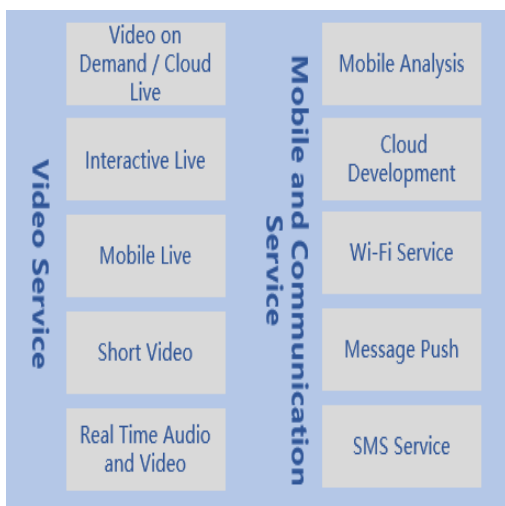 Video Service
Video on
Demand / Cloud
Live
Interactive Live
Mobile Live
Short Video
Real Time Audio
and Video
Mobile and Communication
Service
Mobile Analysis
Cloud
Development
Wi-Fi Service
Message Push
SMS Service